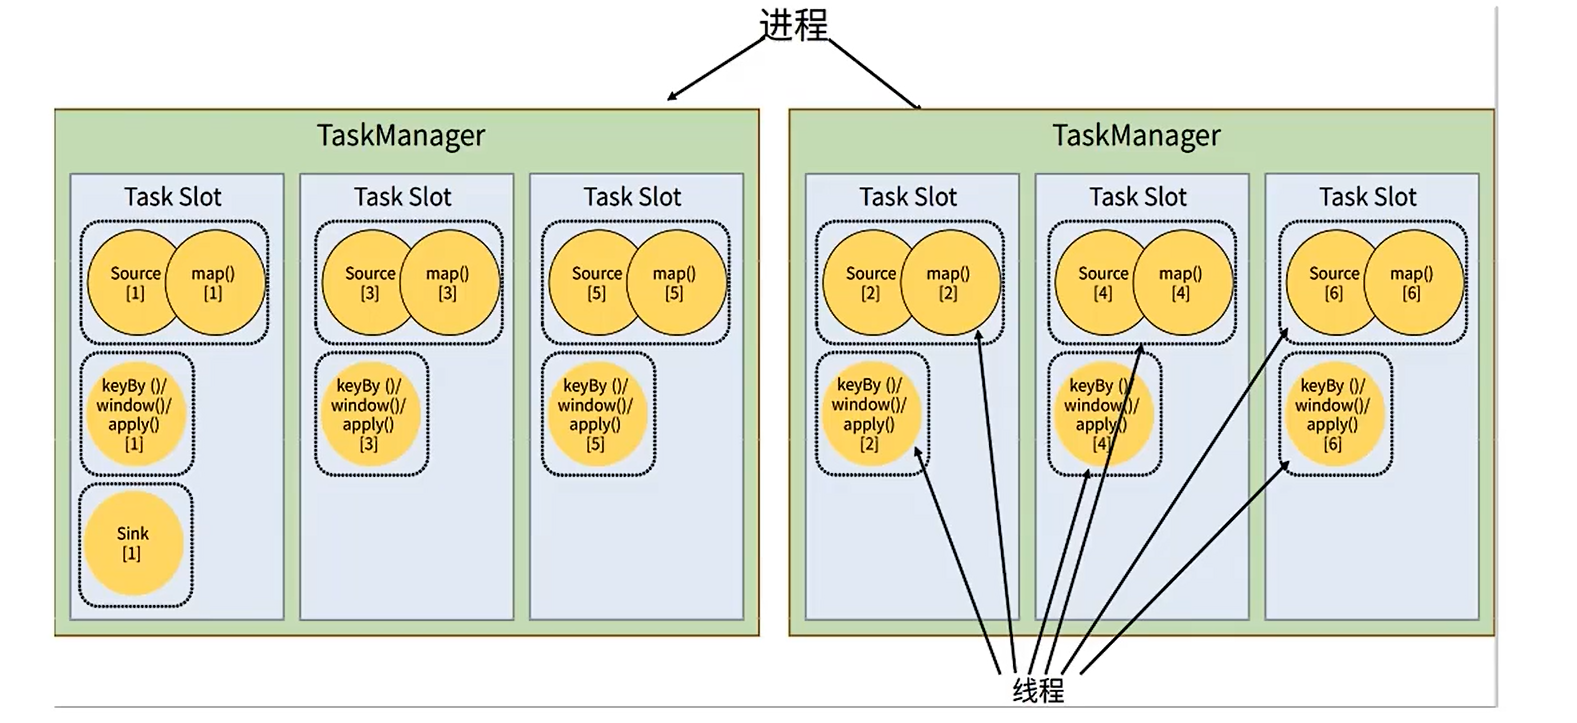 进程
TaskManager
Task Slot
Source
[1]
map()
[1]
keyBy ()/
window()/
apply()
[1]
Sink
[1]
Task Slot
Source
[3]
map()
[3]
keyBy ()/
window()/
apply()
[3]
Task Slot
Source
[5]
map()
[5]
keyBy ()/
window()/
apply()
[5]
TaskManager
Task Slot
Source
[2]
map()
[2]
keyBy ()/
window()/
apply()
[2]
Task Slot
Source
[4]
map()
[4]
keyBy ()/
window()/
apply()
[4]
Task Slot
Source
[6]
map()
[6]
keyBy ()/
window()/
apply()
[6]
线程